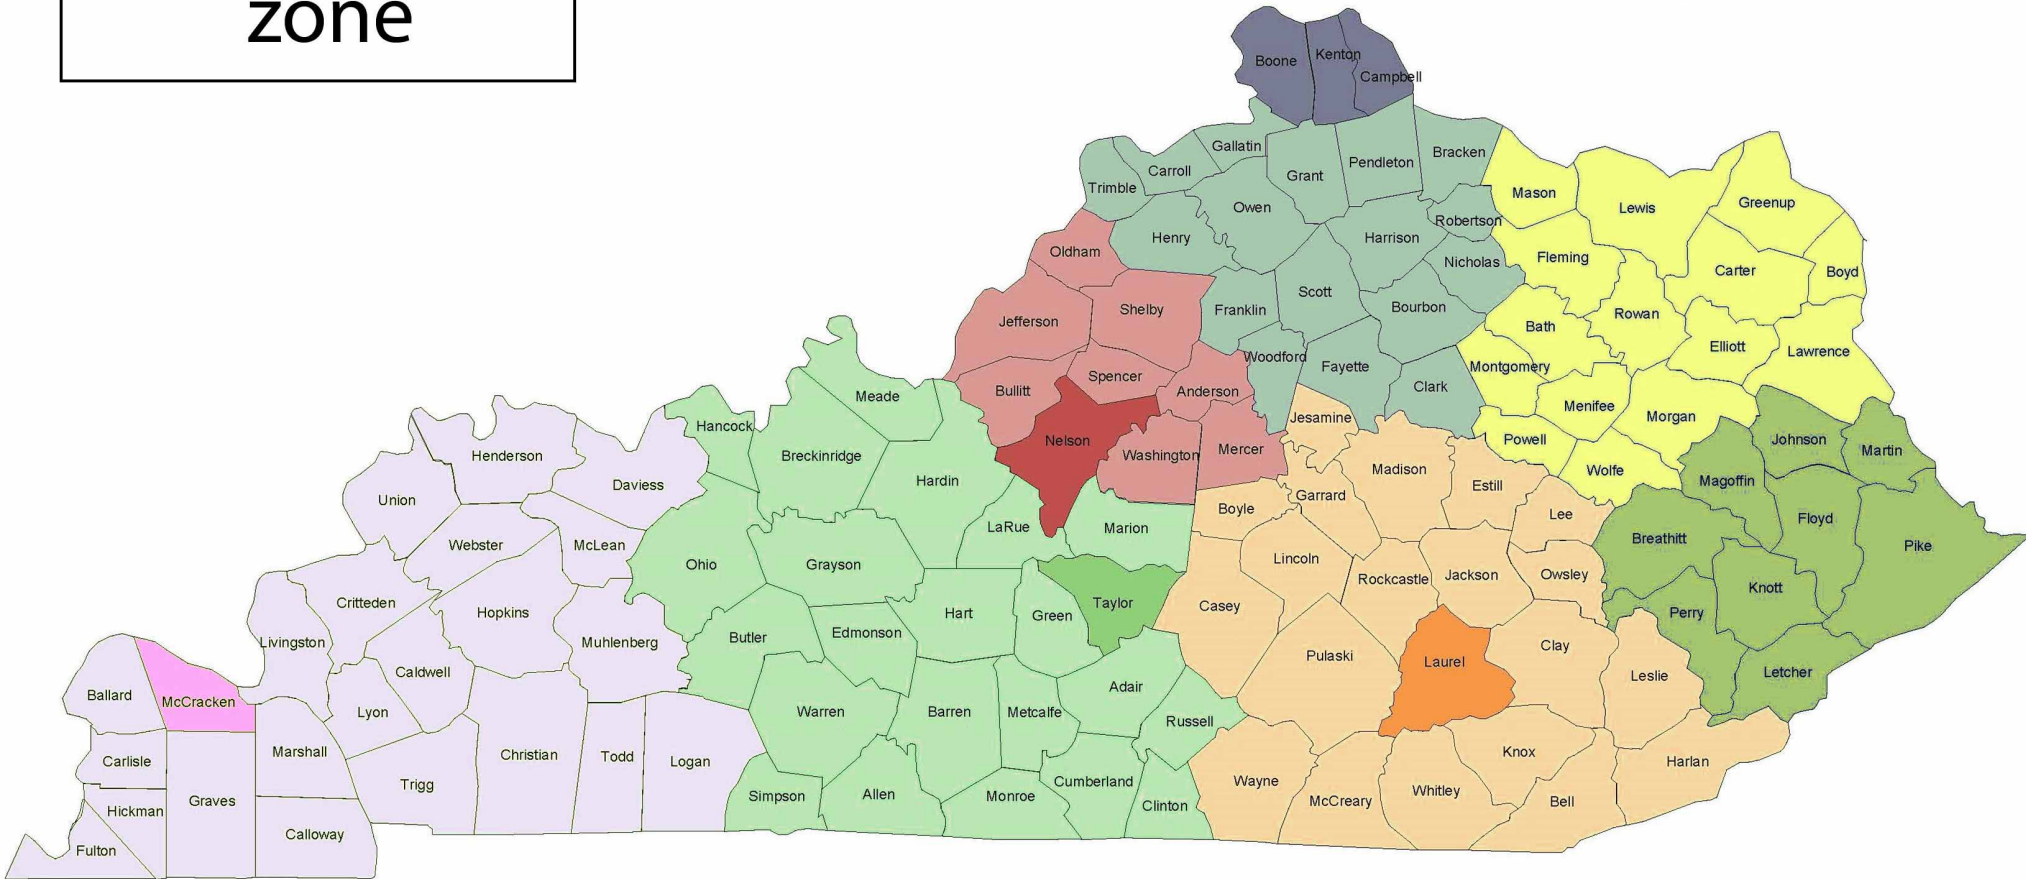 zone
Boone
Kenton
Campbell
Gallatin
Carroll
Trimble
Grant
Pendleton
Bracken
Owen
Henry
Robertson
Harrison
Nicholas
Mason
Lewis
Greenup
Fleming
Carter
Boyd
Oldham
Shelby
Jefferson
Franklin
Scott
Bourbon
Bath
Rowan
Elliott
Lawrence
Woodford
Fayette
Clark
Montgomery
Menifee
Morgan
Spencer
Anderson
Bullitt
Nelson
Washington
Mercer
Jesamine
Powell
Wolfe
Johnson
Martin
Magoffin
Floyd
Pike
Meade
Hancock
Breckinridge
Hardin
LaRue
Marion
Boyle
Garrard
Madison
Estill
Lee
Breathitt
Henderson
Daviess
Union
Webster
McLean
Ohio
Grayson
Lincoln
Rockcastle
Jackson
Owsley
Knott
Perry
Critteden
Hopkins
Livingston
Muhlenberg
Butler
Edmonson
Hart
Green
Taylor
Casey
Pulaski
Laurel
Clay
Leslie
Letcher
Ballard
McCracken
Caldwell
Lyon
Warren
Barren
Metcalfe
Adair
Russell
Carlisle
Marshall
Trigg
Christian
Todd
Logan
Simpson
Allen
Monroe
Cumberland
Clinton
Wayne
McCreary
Whitley
Knox
Bell
Harlan
Hickman
Graves
Calloway
Fulton